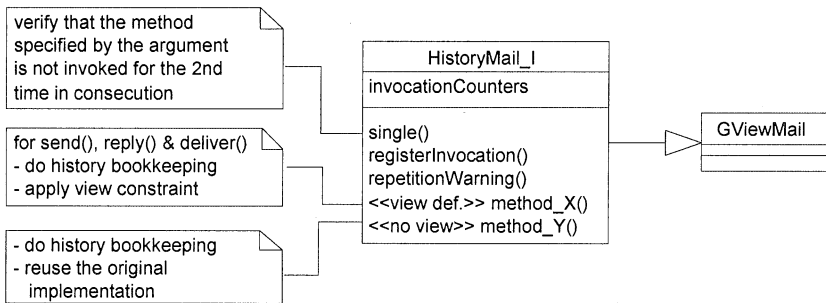 verify that the method
specified by the argument
is not invoked for the 2nd
time in consecution
for send(), reply() & deliver()
- do history bookkeeping
- apply view constraint
- do history bookkeeping
- reuse the original
implementation
HistoryMail_I
invocationCounters
single()
registerInvocation()
repetitionWarning()
<<view def.>> method_X()
<<no view>> method_Y()
GViewMail